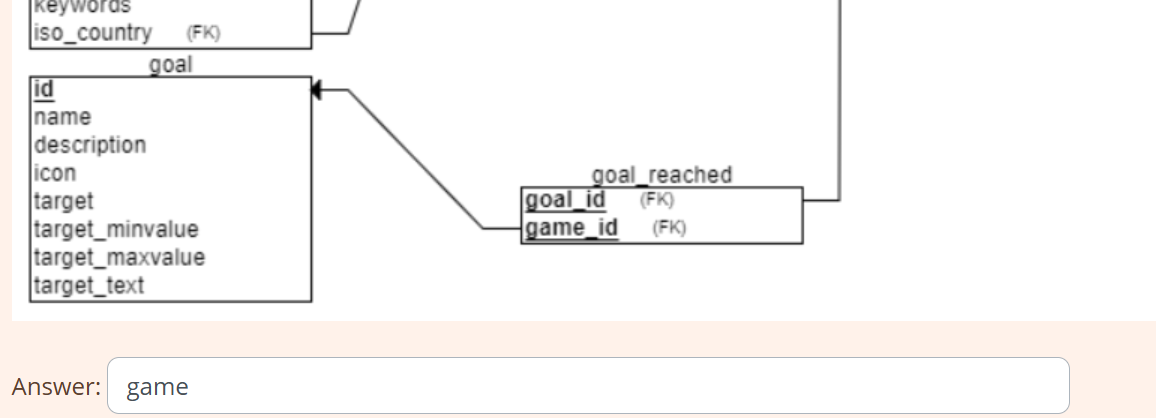 keywords
iso_country (FK)
goal
id
name
description
icon
target
target_minvalue
target_maxvalue
target_text
goal_reached
goal_id (FK)
game_id (FK)
Answer: game